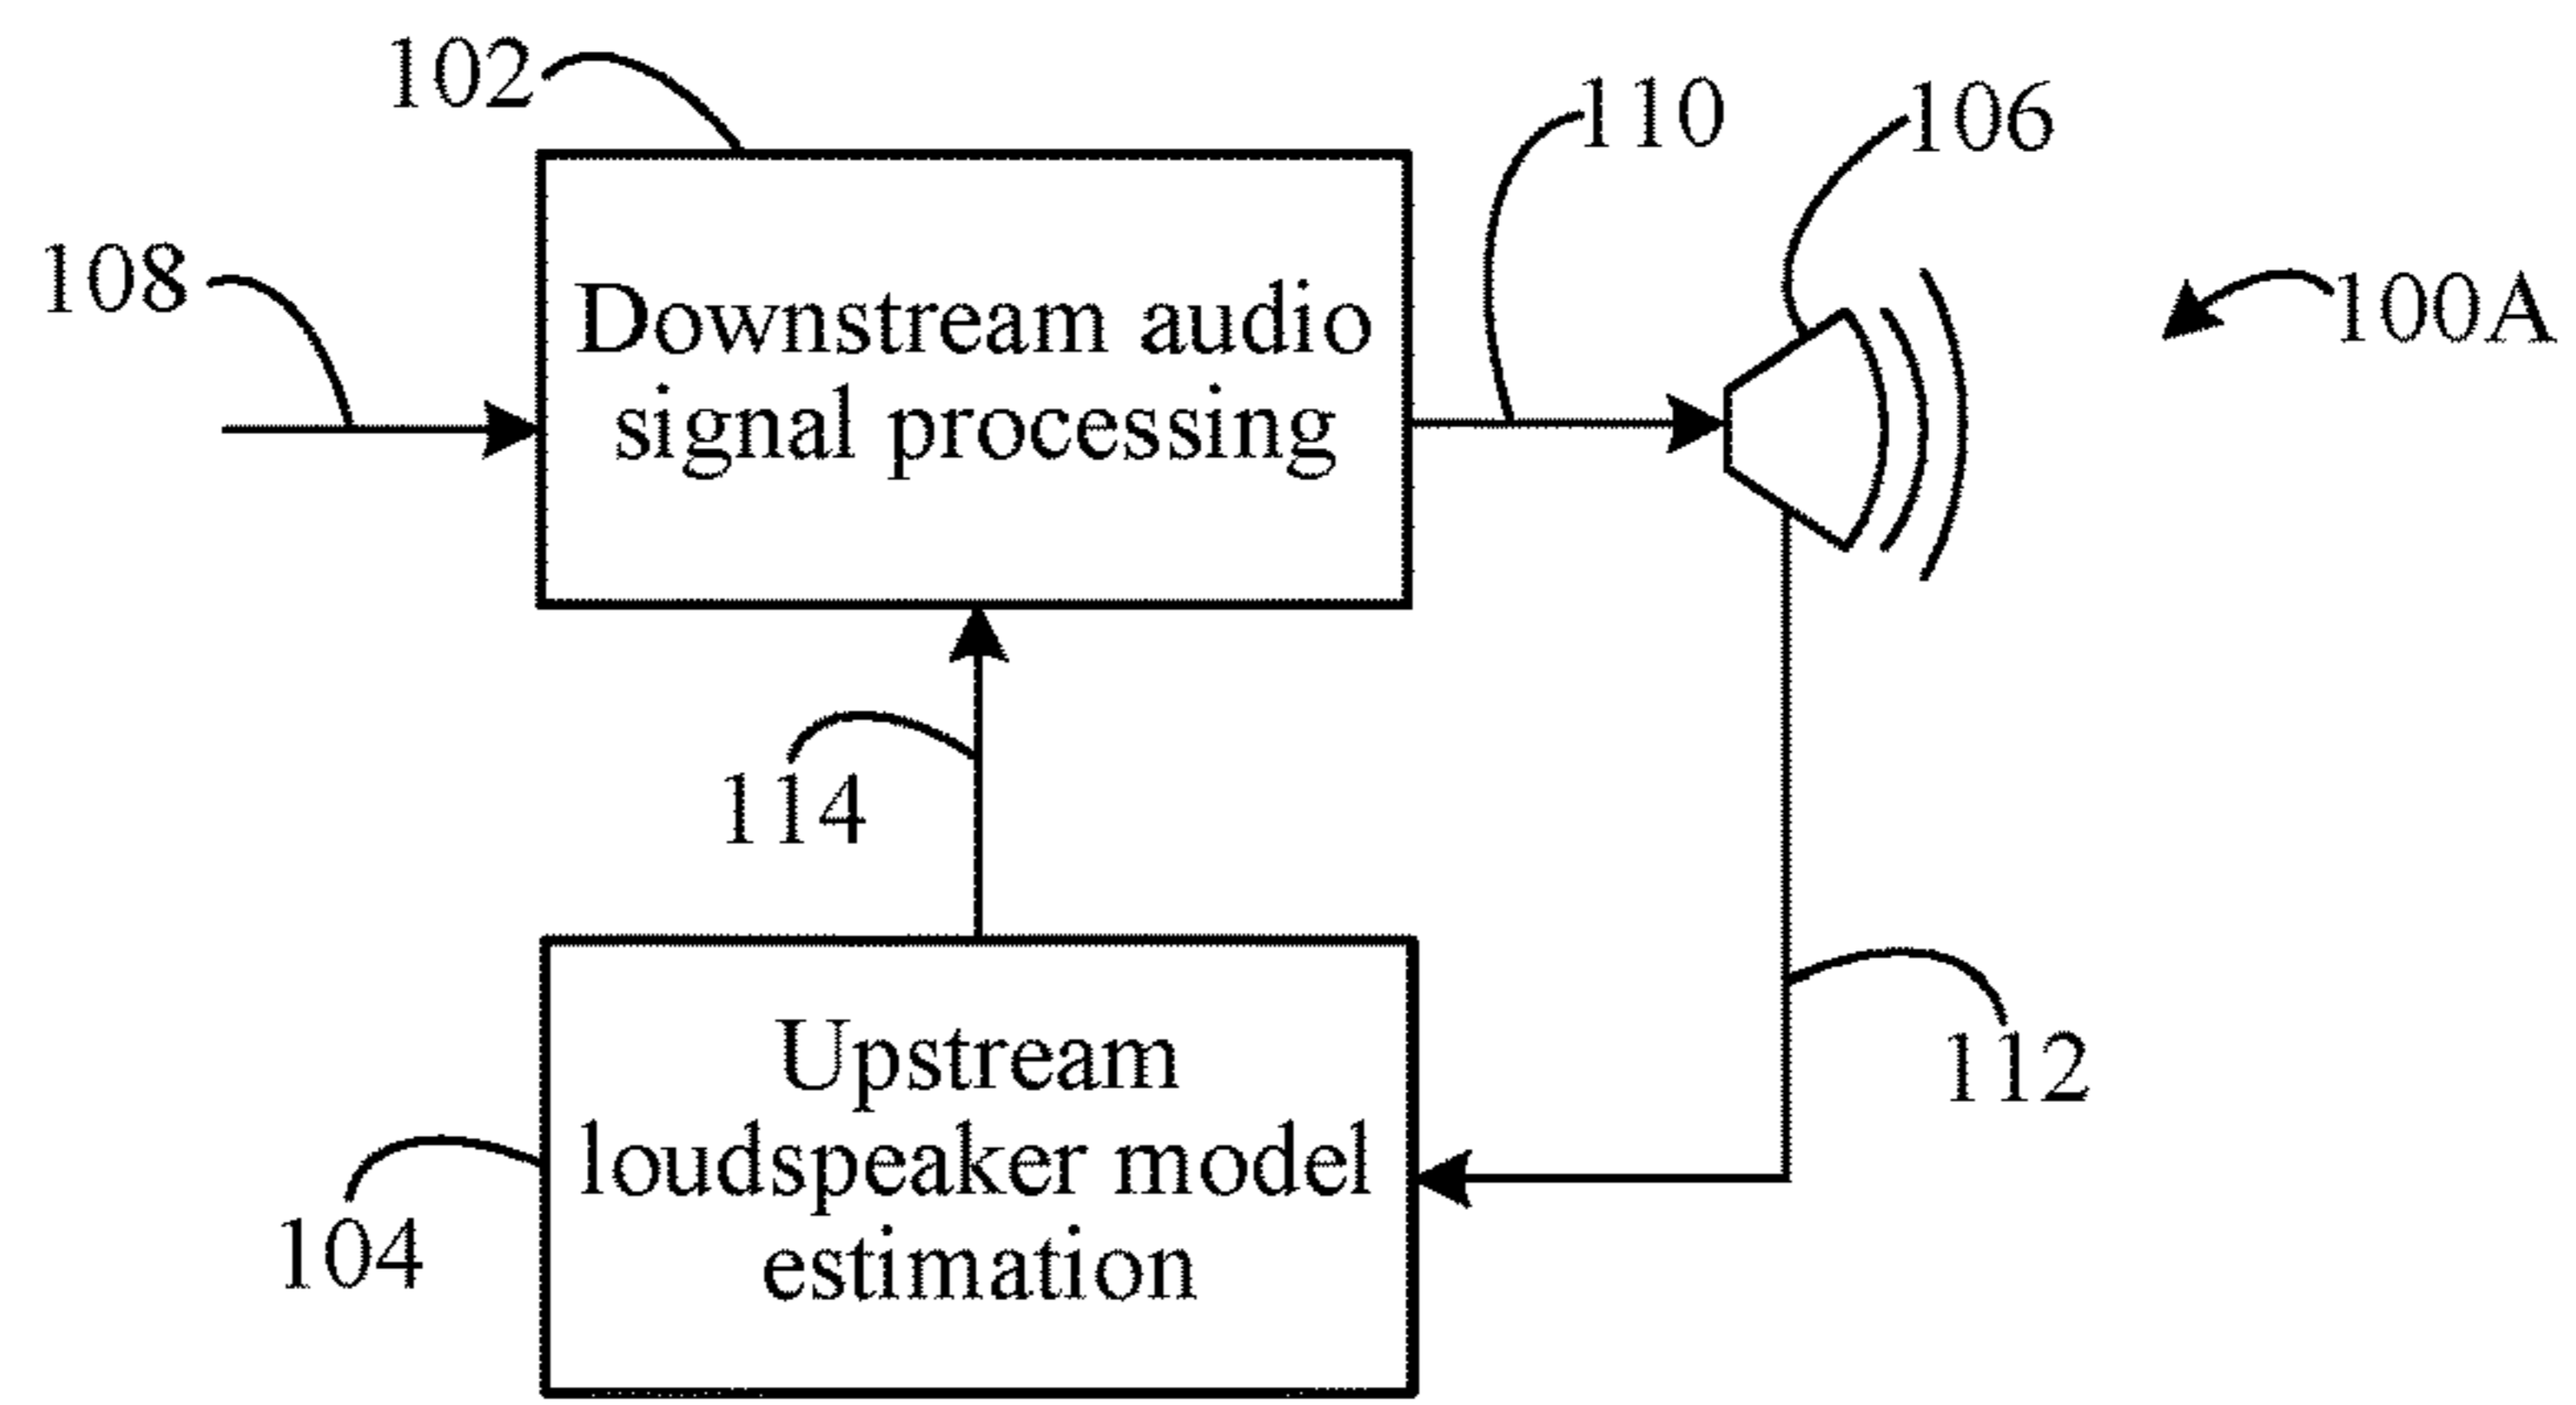 102
110
106
108
100A
Downstream audio
signal processing
114
Upstream
loudspeaker model
estimation
112
104